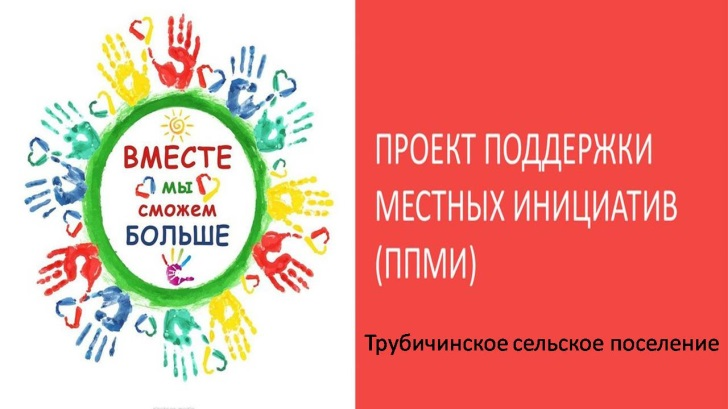 ВМЕСТЕ
мы
сможем
БОЛЬШЕ
ПРОЕКТ ПОДДЕРЖКИ
МЕСТНЫХ ИНИЦИАТИВ
(ППМИ)
Трубичинское сельское поселение